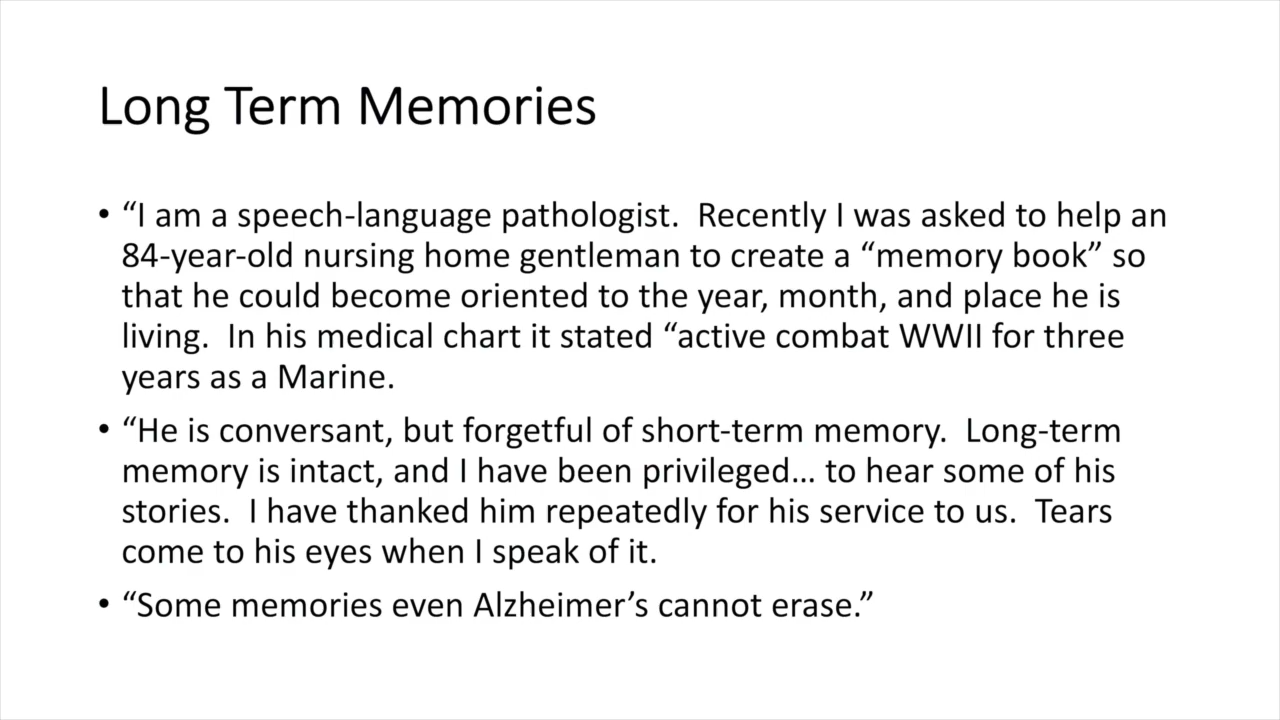 Long Term Memories
• “I am a speech-language pathologist.  Recently I was asked to help an
84-year-old nursing home gentleman to create a “memory book” so
that he could become oriented to the year, month, and place he is
living.  In his medical chart it stated “active combat WWII for three
years as a Marine.
• “He is conversant, but forgetful of short-term memory.  Long-term
memory is intact, and I have been privileged… to hear some of his
stories.  I have thanked him repeatedly for his service to us.  Tears
come to his eyes when I speak of it.
• “Some memories even Alzheimer’s cannot erase.”